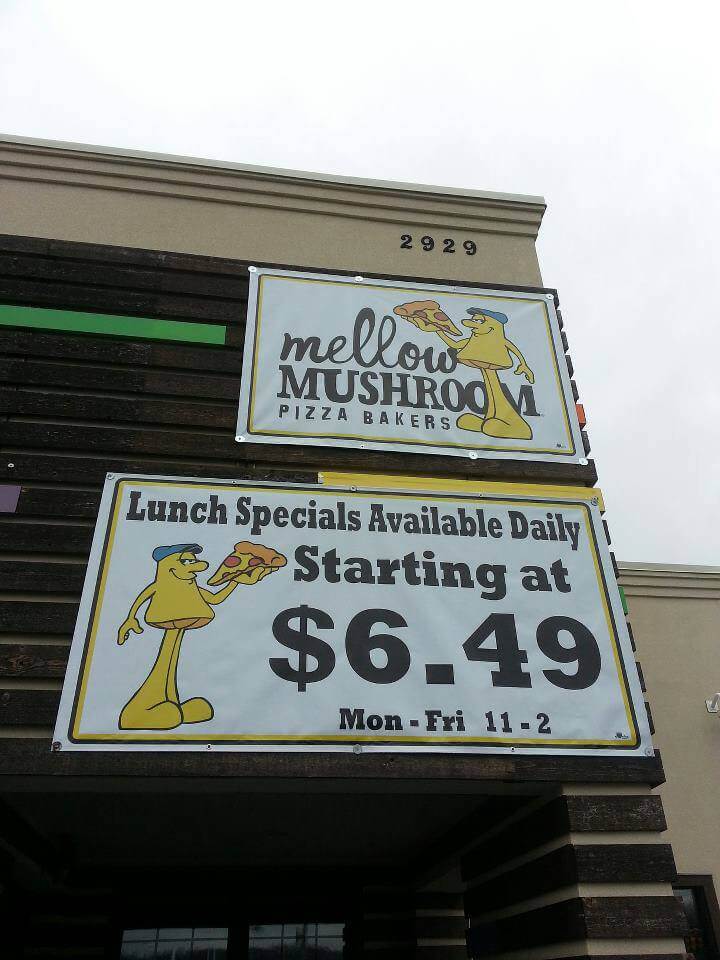 2929
mellow
MUSHROOM
PIZZA BAKERS
Lunch Specials Available Daily
Starting at
$6.49
Mon - Fri 11 - 2